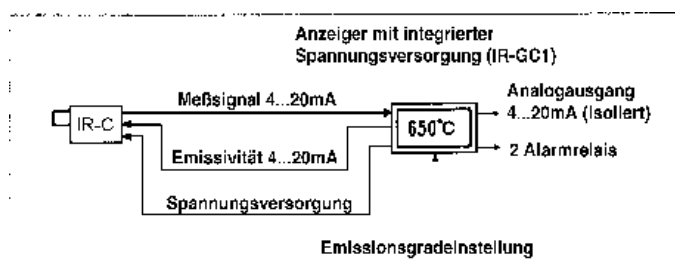 Anzeiger mit integrierter
Spannungsversorgung (IR-GC1)
Meßsignal 4...20mA
Analogausgang
4...20mA (Isoliert)
IR-C
650°C
Emissivität 4...20mA
2 Alarmrelais
Spannungsversorgung
Emissionsgradeinstellung